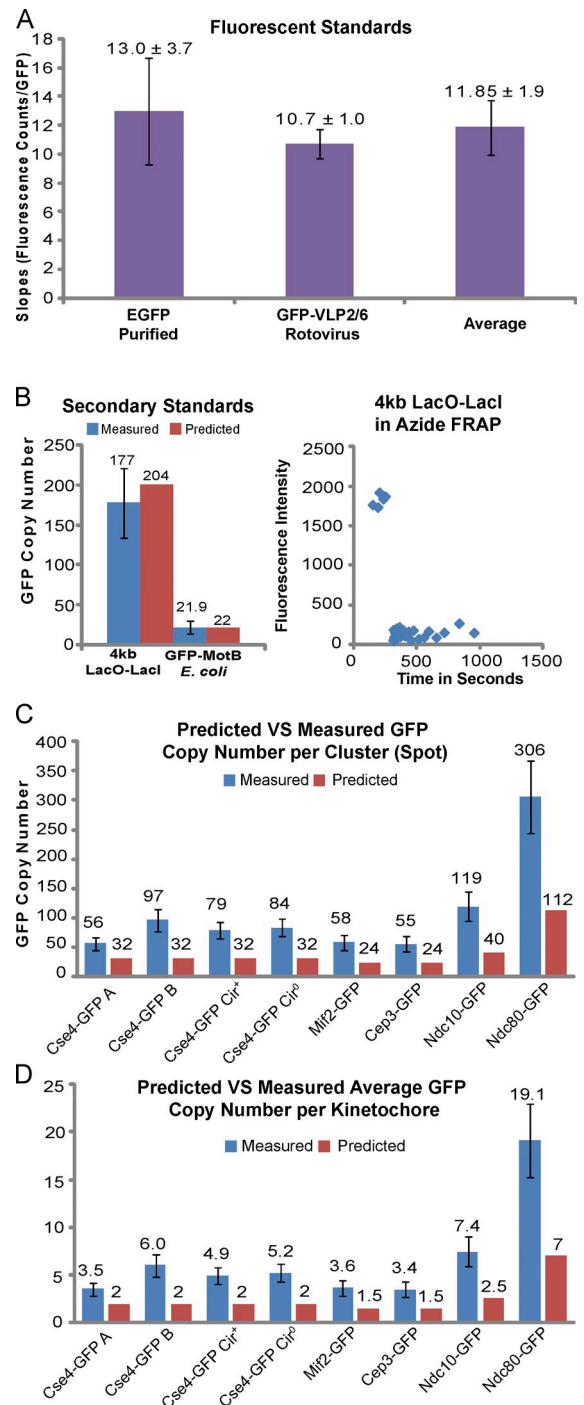 A
Fluorescent Standards
Slopes (Fluorescence Counts/GFP)
18
16
14
12
10
8
6
4
2
0
13.0 ± 3.7
10.7 ± 1.0
11.85 ± 1.9
EGFP
Purified
GFP-VLP2/6
Rotovirus
Average
B
Secondary Standards
Measured
Predicted
GFP Copy Number
250
200
150
100
50
0
177
204
21.9
22
4kb
LacO-LacI
GFP-MotB
E. coli
4kb LacO-LacI
in Azide FRAP
Fluorescence Intensity
2500
2000
1500
1000
500
0
0
500
1000
1500
Time in Seconds
C
Predicted VS Measured GFP
Copy Number per Cluster (Spot)
Measured
Predicted
GFP Copy Number
400
350
300
250
200
150
100
50
0
56
32
97
32
79
32
84
32
58
24
55
24
119
40
306
112
Cse4-GFP A
Cse4-GFP B
Cse4-GFP Cir⁺
Cse4-GFP Cir⁰
Mif2-GFP
Cep3-GFP
Ndc10-GFP
Ndc80-GFP
D
Predicted VS Measured Average GFP
Copy Number per Kinetochore
Measured
Predicted
25
20
15
10
5
0
3.5
2
6.0
2
4.9
2
5.2
2
3.6
1.5
3.4
1.5
7.4
2.5
19.1
7
Cse4-GFP A
Cse4-GFP B
Cse4-GFP Cir⁺
Cse4-GFP Cir⁰
Mif2-GFP
Cep3-GFP
Ndc10-GFP
Ndc80-GFP